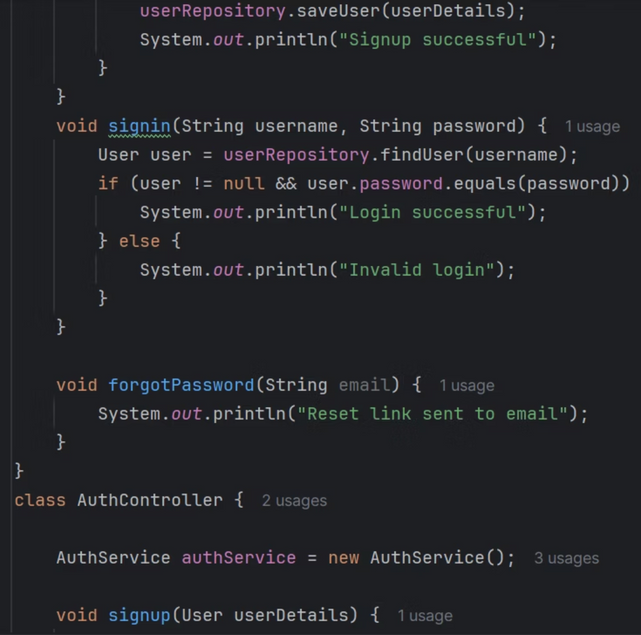 userRepository.saveUser(userDetails);
System.out.println("Signup successful");
}
}
void signin(String username, String password) { 1 usage
User user = userRepository.findUser(username);
if (user != null && user.password.equals(password))
System.out.println("Login successful");
} else {
System.out.println("Invalid login");
}
}
void forgotPassword(String email) { 1 usage
System.out.println("Reset link sent to email");
}
}
class AuthController { 2 usages
AuthService authService = new AuthService(); 3 usages
void signup(User userDetails) { 1 usage